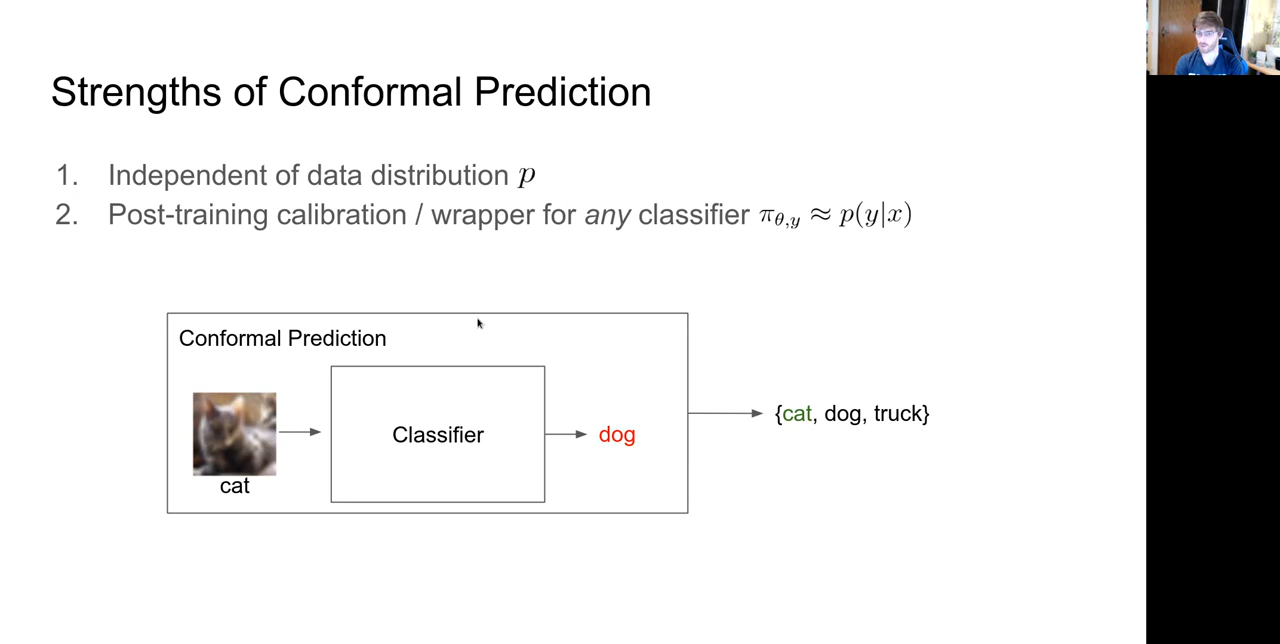 Strengths of Conformal Prediction
1. Independent of data distribution p
2. Post-training calibration / wrapper for any classifier π_{θ,y} ≈ p(y|x)
Conformal Prediction
Classifier
dog
cat
{cat, dog, truck}